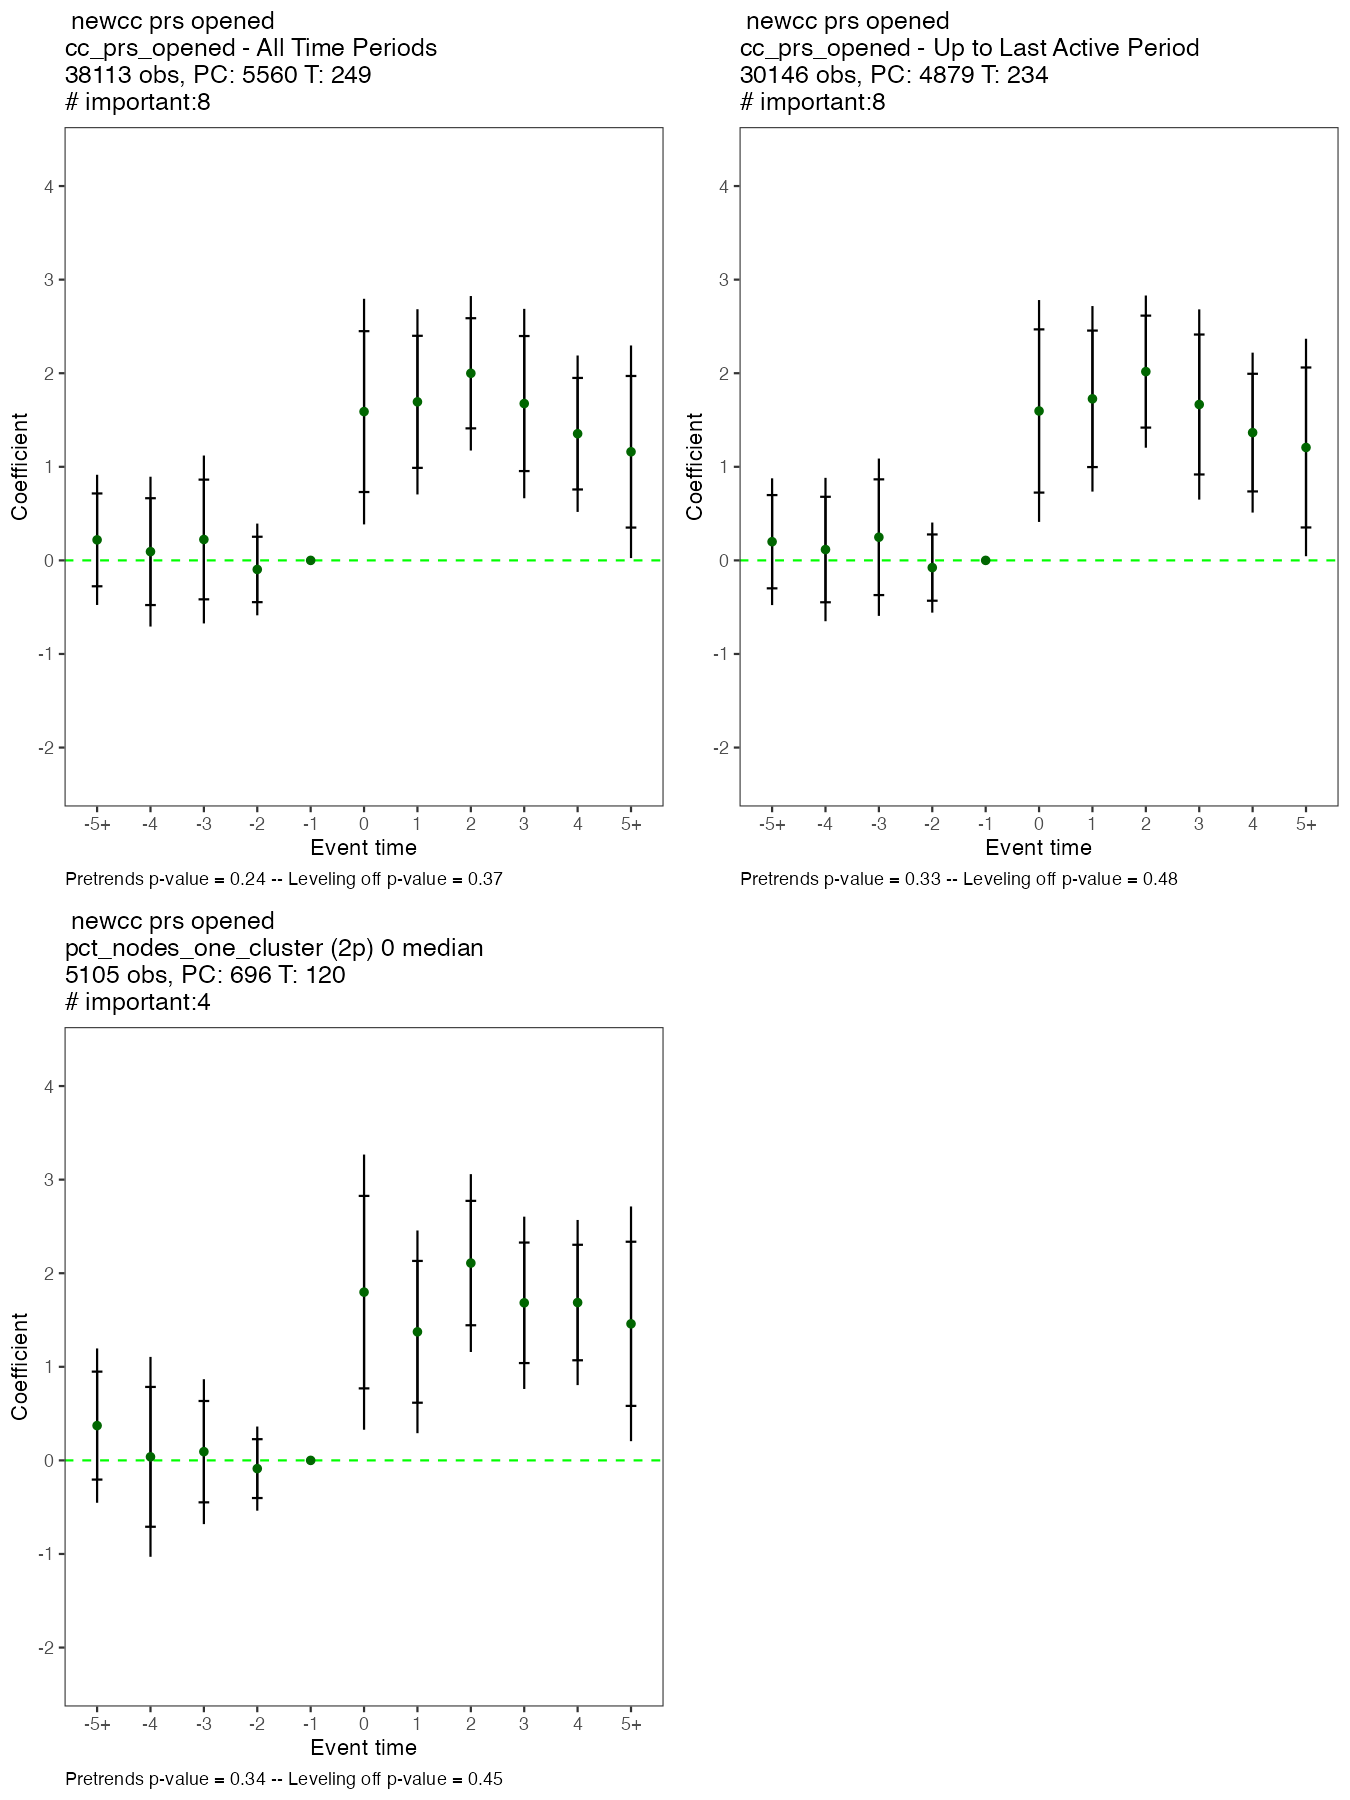 newcc prs opened
cc_prs_opened - All Time Periods
38113 obs, PC: 5560 T: 249
# important:8
4
3
2
1
0
-1
-2
Coefficient
-5+ -4 -3 -2 -1 0 1 2 3 4 5+
Event time
Pretrends p-value = 0.24 -- Leveling off p-value = 0.37
newcc prs opened
cc_prs_opened - Up to Last Active Period
30146 obs, PC: 4879 T: 234
# important:8
4
3
2
1
0
-1
-2
Coefficient
-5+ -4 -3 -2 -1 0 1 2 3 4 5+
Event time
Pretrends p-value = 0.33 -- Leveling off p-value = 0.48
newcc prs opened
pct_nodes_one_cluster (2p) 0 median
5105 obs, PC: 696 T: 120
# important:4
4
3
2
1
0
-1
-2
Coefficient
-5+ -4 -3 -2 -1 0 1 2 3 4 5+
Event time
Pretrends p-value = 0.34 -- Leveling off p-value = 0.45